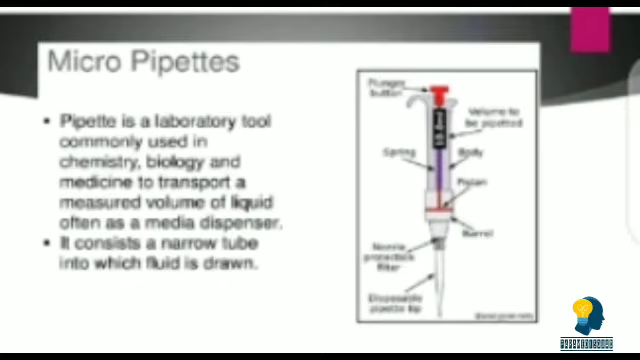 Micro Pipettes
• Pipette is a laboratory tool
commonly used in
chemistry, biology and
medicine to transport a
measured volume of liquid
often as a media dispenser.
• It consists a narrow tube
into which fluid is drawn.
Plunger
button
Volume to
be pipetted
Spring
Body
Piston
Barrel
Nozzle
protection
filter
Disposable
pipette tip